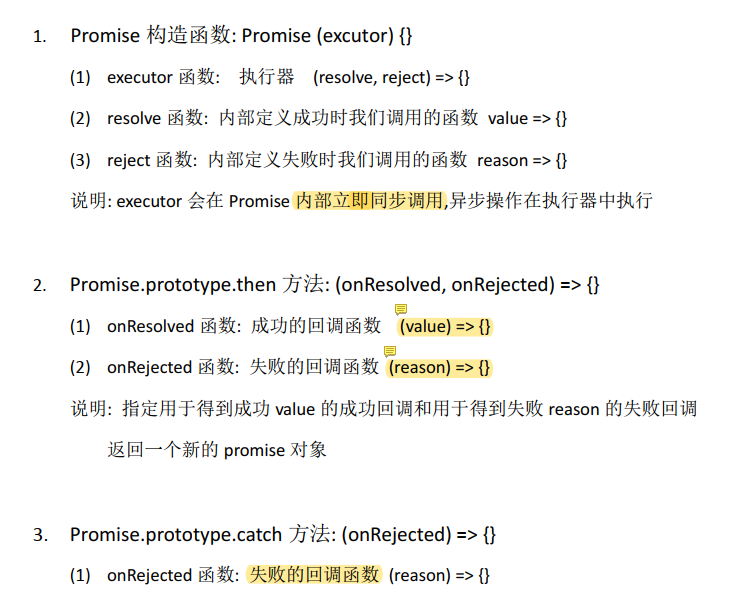 1. Promise 构造函数: Promise (excutor) {}
(1) executor 函数: 执行器 (resolve, reject) => {}
(2) resolve 函数: 内部定义成功时我们调用的函数 value => {}
(3) reject 函数: 内部定义失败时我们调用的函数 reason => {}
说明: executor 会在 Promise 内部立即同步调用,异步操作在执行器中执行
2. Promise.prototype.then 方法: (onResolved, onRejected) => {}
(1) onResolved 函数: 成功的回调函数 (value) => {}
(2) onRejected 函数: 失败的回调函数 (reason) => {}
说明: 指定用于得到成功 value 的成功回调和用于得到失败 reason 的失败回调
返回一个新的 promise 对象
3. Promise.prototype.catch 方法: (onRejected) => {}
(1) onRejected 函数: 失败的回调函数 (reason) => {}